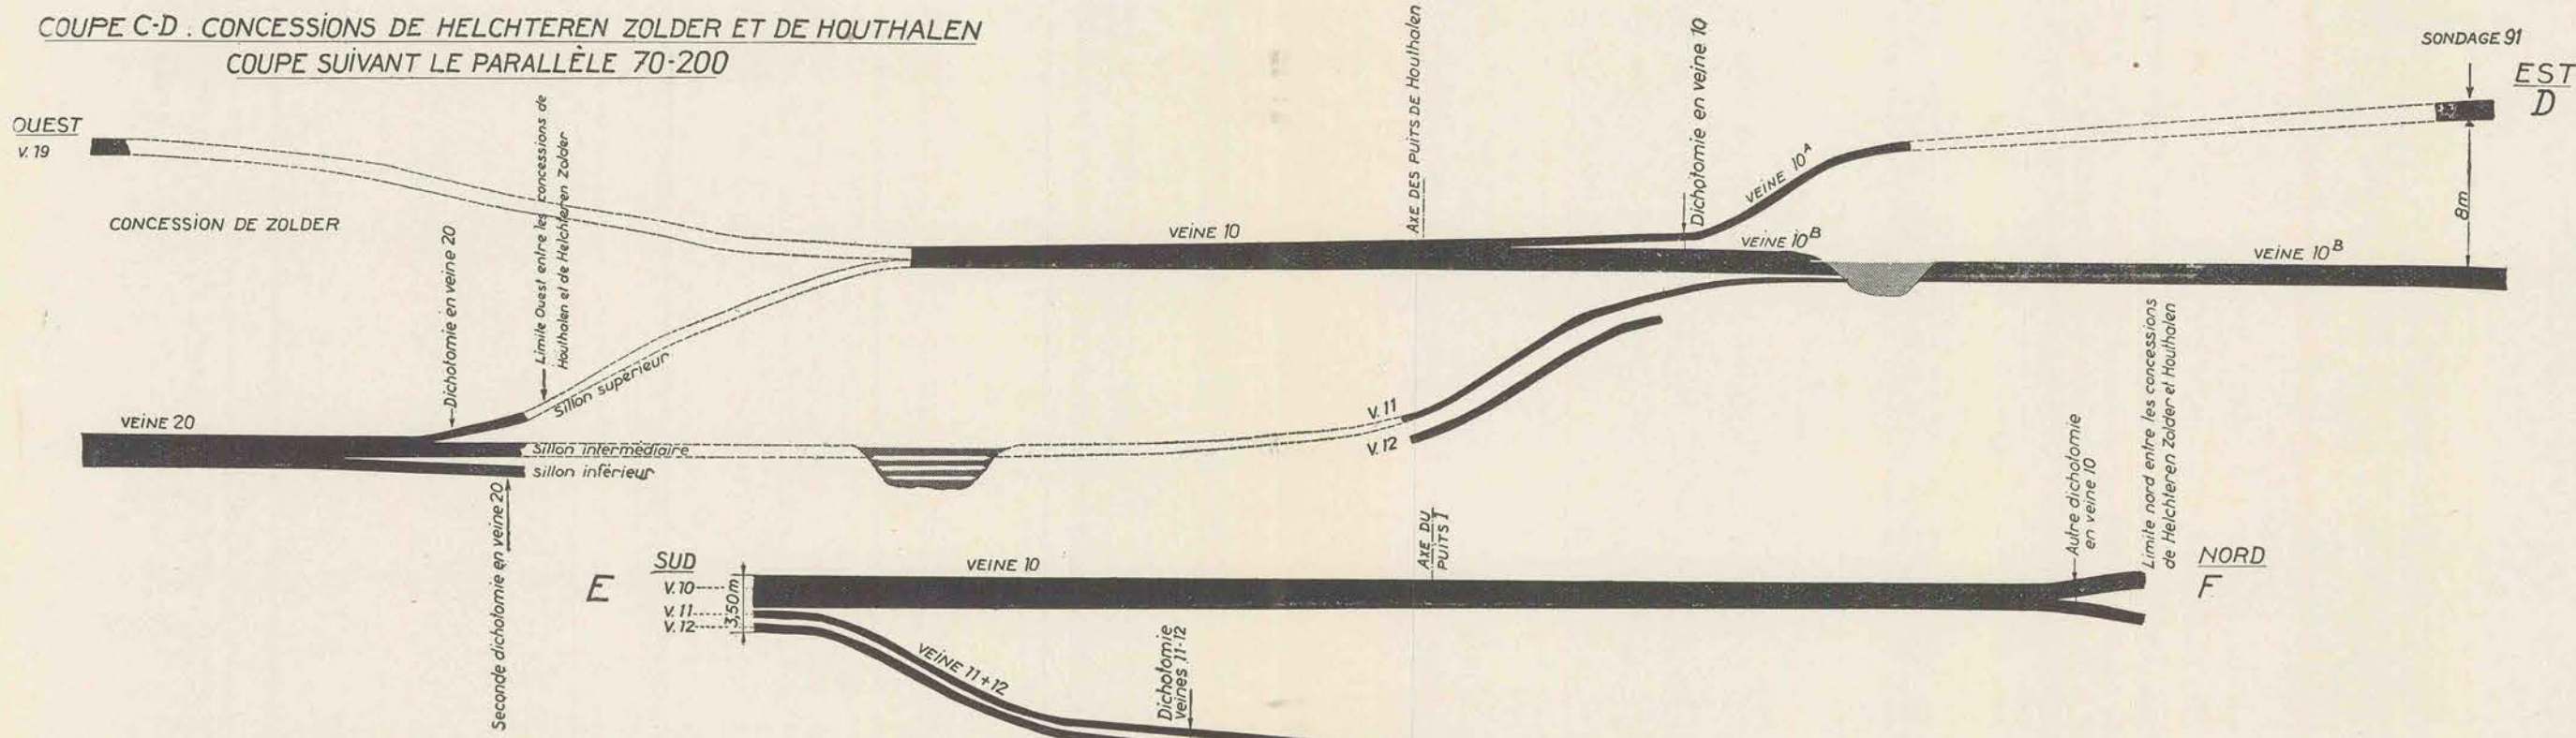 COUPE C-D . CONCESSIONS DE HELCHTEREN ZOLDER ET DE HOUTHALEN
COUPE SUIVANT LE PARALLÈLE 70-200
OUEST
V. 19
CONCESSION DE ZOLDER
Dichotomie en veine 20
Limite Ouest entre les concessions de
Houthalen et de Helchteren Zolder
VEINE 10
AXE DES PUITS DE Houthalen
Dichotomie en veine 10
VEINE 10A
VEINE 10B
VEINE 10B
SONDAGE 91
EST
D
8m
VEINE 20
Sillon supérieur
Sillon intermédiaire
sillon inférieur
Seconde dichotomie en veine 20
V. 11
V. 12
Autre dichotomie
en veine 10
Limite nord entre les concessions
de Helchteren Zolder et Houthalen
E
SUD
V. 10
V. 11
V. 12
3,50m
VEINE 10
AXE DU
PUITS I
NORD
F
VEINE 11+12
Dichotomie
veines 11-12